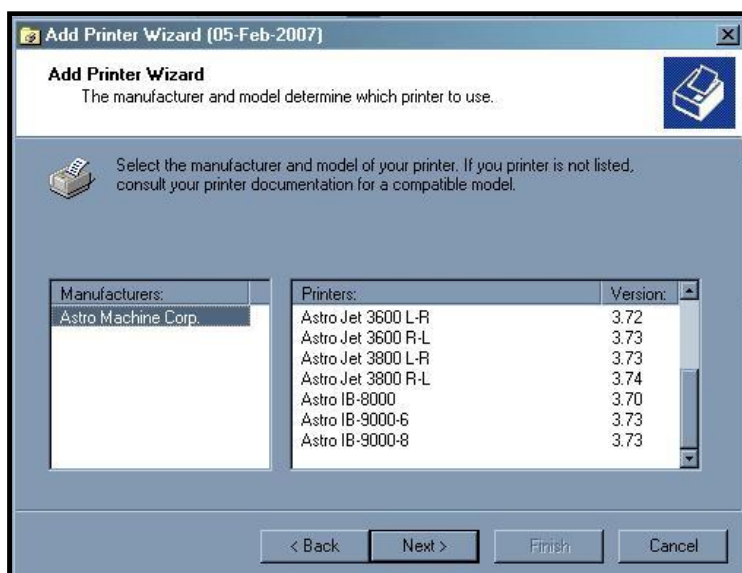 Add Printer Wizard (05-Feb-2007)
Add Printer Wizard
The manufacturer and model determine which printer to use.
Select the manufacturer and model of your printer. If you printer is not listed,
consult your printer documentation for a compatible model.
Manufacturers:
Astro Machine Corp.
Printers: Version:
Astro Jet 3600 L-R 3.72
Astro Jet 3600 R-L 3.73
Astro Jet 3800 L-R 3.73
Astro Jet 3800 R-L 3.74
Astro IB-8000 3.70
Astro IB-9000-6 3.73
Astro IB-9000-8 3.73
< Back Next > Finish Cancel